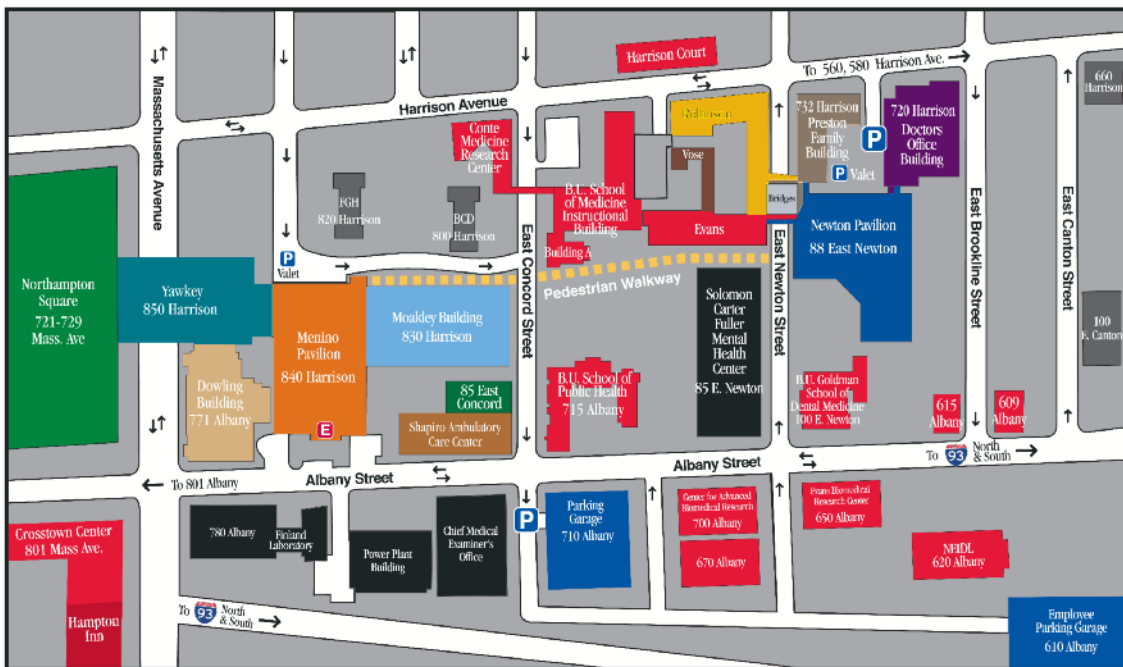 Harrison Court
To 560, 580 Harrison Ave.
660
Harrison
Massachusetts Avenue
Harrison Avenue
Conte
Medicine
Research
Center
Robinson
Vose
732 Harrison
Preston
Family
Building
P
P Valet
720 Harrison
Doctors
Office
Building
FGH
820 Harrison
BCD
800 Harrison
B.U. School
of Medicine
Instructional
Building
Building A
Evans
Bridges
Newton Pavilion
88 East Newton
East Concord Street
East Newton Street
East Brookline Street
East Canton Street
P
Valet
Pedestrian Walkway
Northampton
Square
721-729
Mass. Ave
Yawkey
850 Harrison
Menino
Pavilion
840 Harrison
Moakley Building
830 Harrison
Solomon
Carter
Fuller
Mental
Health
Center
85 E. Newton
100
E. Canton
Dowling
Building
771 Albany
E
85 East
Concord
Shapiro Ambulatory
Care Center
B.U. School of
Public Health
715 Albany
B.U. Goldman
School of
Dental Medicine
100 E. Newton
615
Albany
609
Albany
To 93 North
& South
To 801 Albany
Albany Street
Albany Street
Crosstown Center
801 Mass Ave.
Hampton
Inn
780 Albany
Finland
Laboratory
Power Plant
Building
Chief Medical
Examiner's
Office
P
Parking
Garage
710 Albany
Center for Advanced
Biomedical Research
700 Albany
670 Albany
Evans Biomedical
Research Center
650 Albany
NEIDL
620 Albany
To 93 North
& South
Employee
Parking Garage
610 Albany